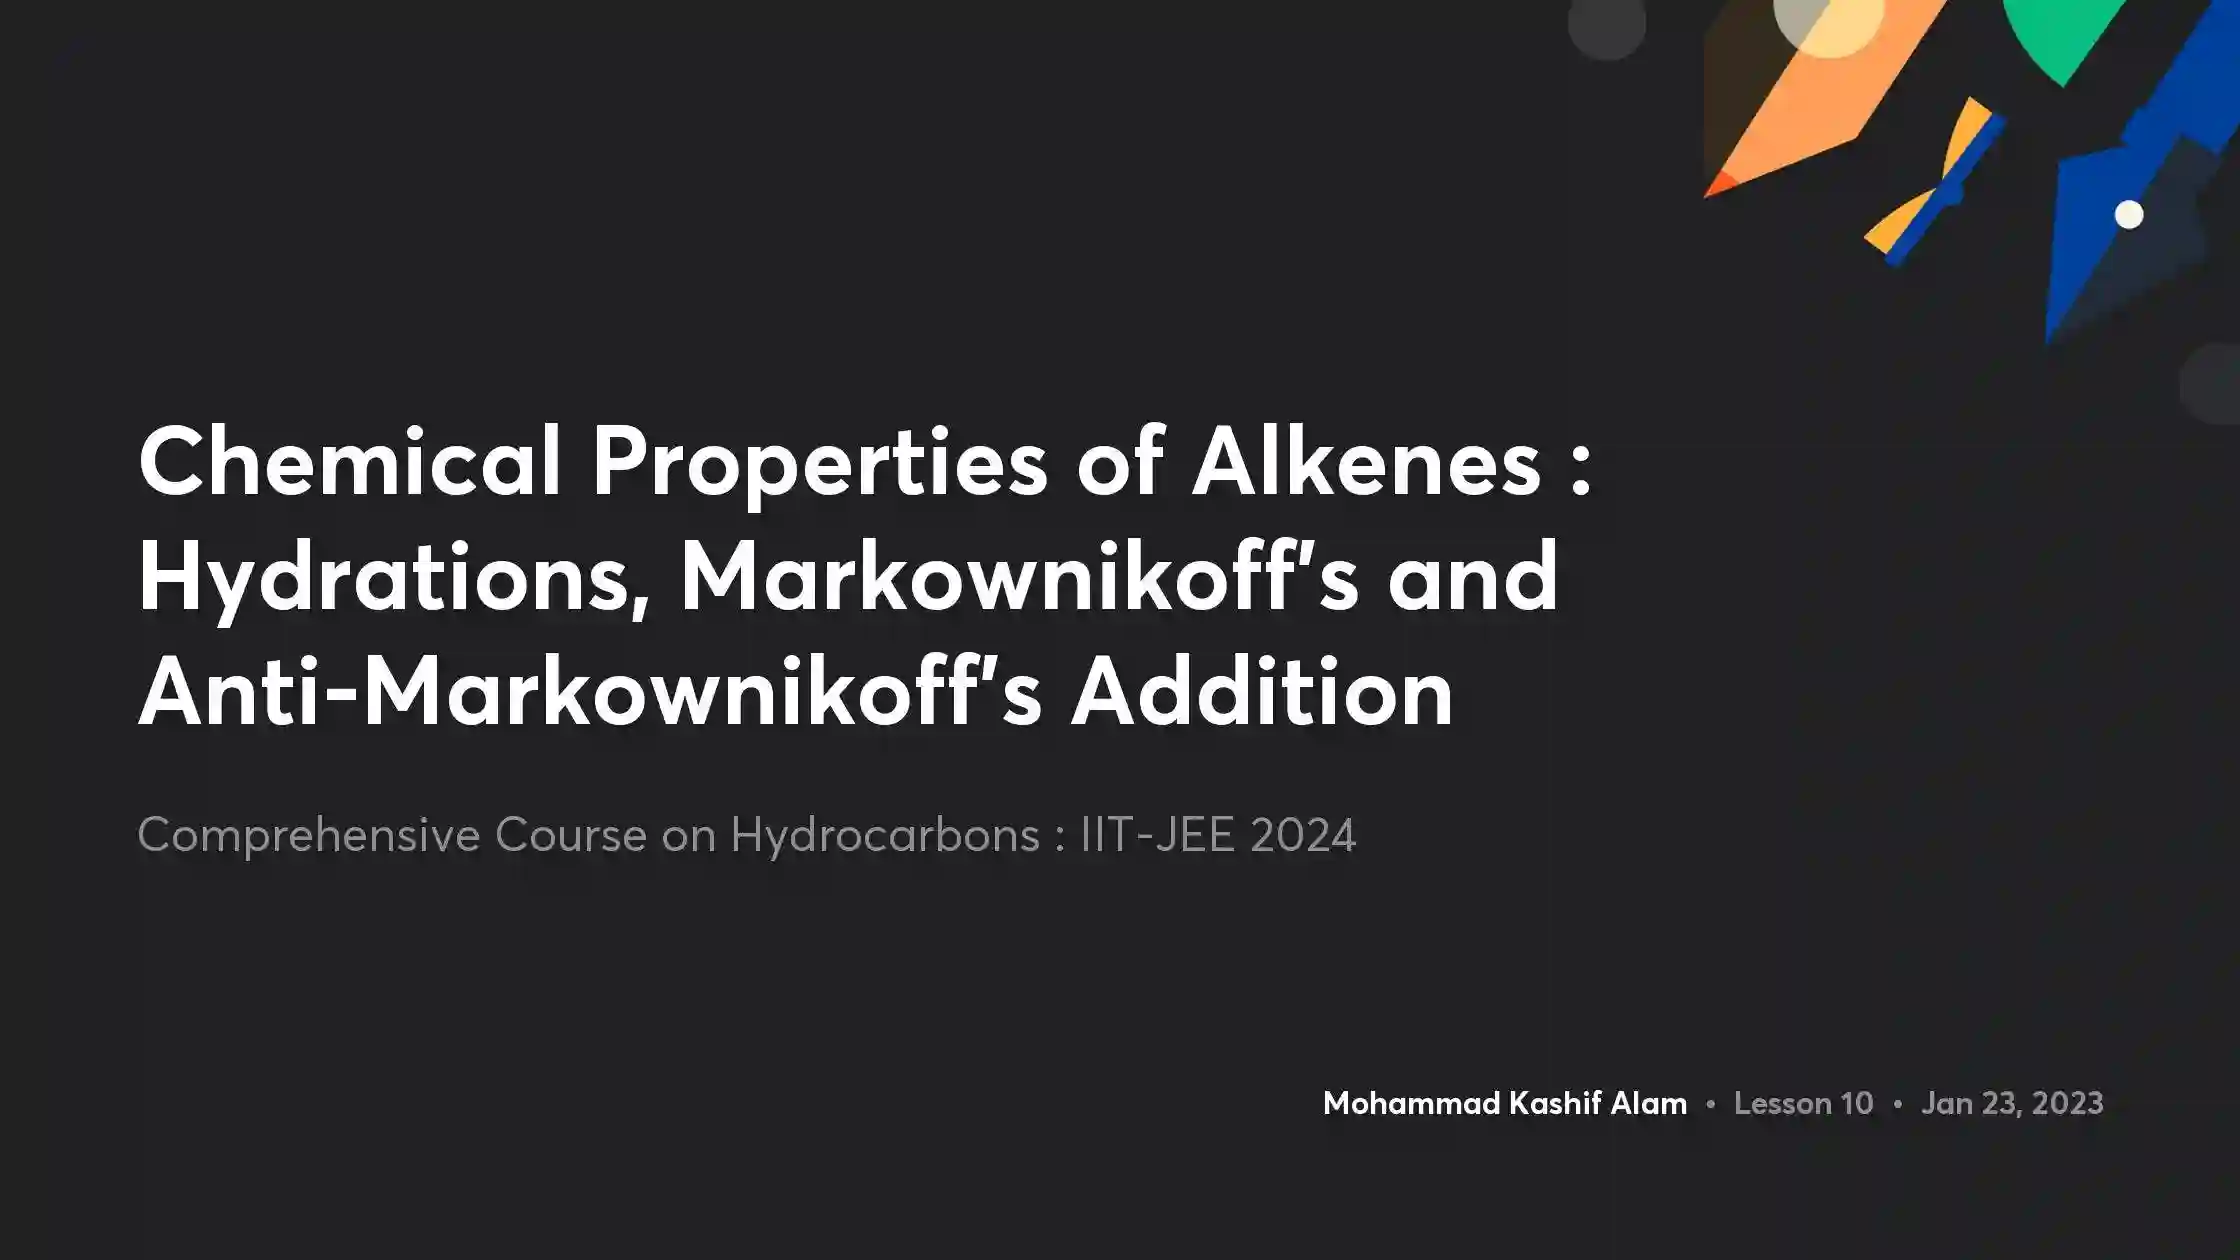 Chemical Properties of Alkenes :
Hydrations, Markownikoff's and
Anti-Markownikoff's Addition
Comprehensive Course on Hydrocarbons : IIT-JEE 2024
Mohammad Kashif Alam • Lesson 10 • Jan 23, 2023